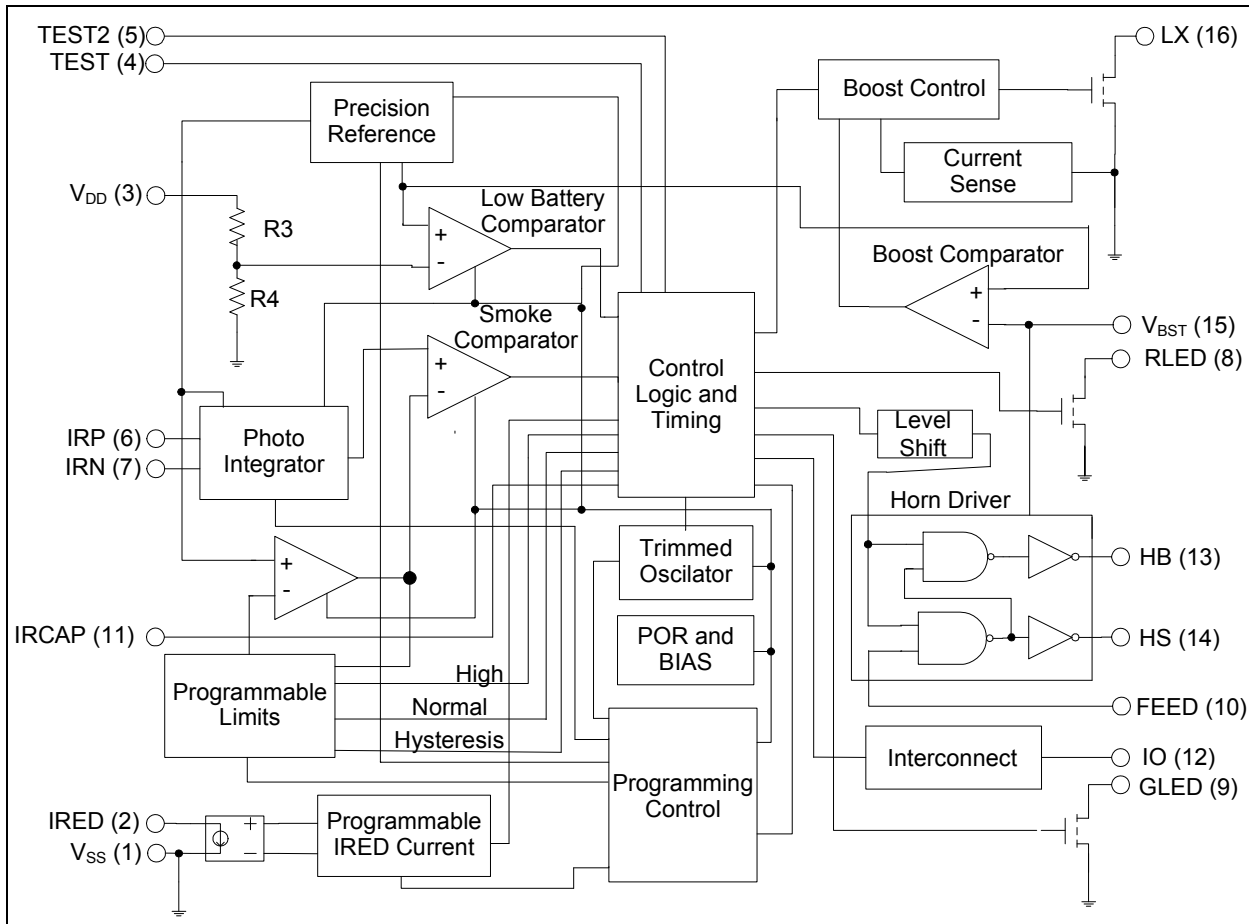 TEST2 (5)
TEST (4)
LX (16)
Boost Control
Precision
Reference
Current
Sense
VDD (3)
Low Battery
Comparator
+
-
R3
R4
Boost Comparator
+
-
Smoke
Comparator
+
-
VBST (15)
RLED (8)
Control
Logic and
Timing
Level
Shift
IRP (6)
IRN (7)
Photo
Integrator
Horn Driver
+
-
Trimmed
Oscilator
HB (13)
IRCAP (11)
POR and
BIAS
HS (14)
Programmable
Limits
High
Normal
Hysteresis
FEED (10)
Interconnect
IO (12)
GLED (9)
Programming
Control
IRED (2)
VSS (1)
+
−
Programmable
IRED Current